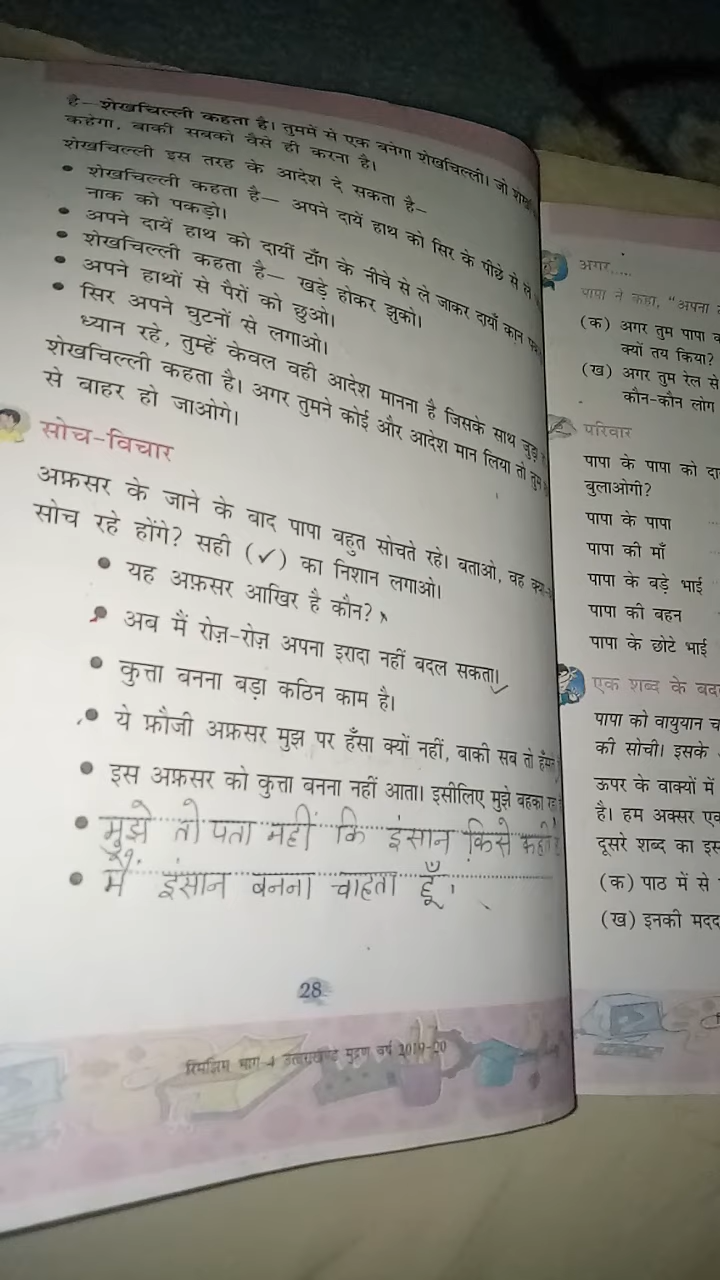 है—शेखचिल्ली कहता है। तुममें से एक बनेगा शेखचिल्ली। जो
कहेगा, बाकी सबको वैसे ही करना है।
शेखचिल्ली इस तरह के आदेश दे सकता है—
• शेखचिल्ली कहता है— अपने दायें हाथ को सिर के पीछे से ले
नाक को पकड़ो।
• अपने दायें हाथ को दायीं टाँग के नीचे से ले जाकर दायाँ कान
• शेखचिल्ली कहता है— खड़े होकर झुको।
• अपने हाथों से पैरों को छुओ।
• सिर अपने घुटनों से लगाओ।
ध्यान रहे, तुम्हें केवल वही आदेश मानना है जिसके साथ जुड़ा
शेखचिल्ली कहता है। अगर तुमने कोई और आदेश मान लिया तो तुम
से बाहर हो जाओगे।
सोच-विचार
अफ़सर के जाने के बाद पापा बहुत सोचते रहे। बताओ, वह क्या
सोच रहे होंगे? सही (✓) का निशान लगाओ।
• यह अफ़सर आखिर है कौन?
• अब मैं रोज़-रोज़ अपना इरादा नहीं बदल सकता। ✓
• कुत्ता बनना बड़ा कठिन काम है।
• ये फ़ौजी अफ़सर मुझ पर हँसा क्यों नहीं, बाकी सब तो
• इस अफ़सर को कुत्ता बनना नहीं आता। इसीलिए मुझे बहका
• मुझे तो पता नहीं कि इंसान किसे
• मैं इंसान बनना चाहता हूँ।
28
रिमझिम भाग-4 उत्तराखण्ड मुद्रण वर्ष 2019-20
अगर.....
पापा ने कहा, “अपना
(क) अगर तुम पापा
क्यों तय किया?
(ख) अगर तुम रेल से
कौन-कौन लोग
परिवार
पापा के पापा को
बुलाओगी?
पापा के पापा
पापा की माँ
पापा के बड़े भाई
पापा की बहन
पापा के छोटे भाई
एक शब्द के
पापा को वायुयान
की सोची। इसके
ऊपर के वाक्यों में
है। हम अक्सर
दूसरे शब्द का
(क) पाठ में से
(ख) इनकी मदद